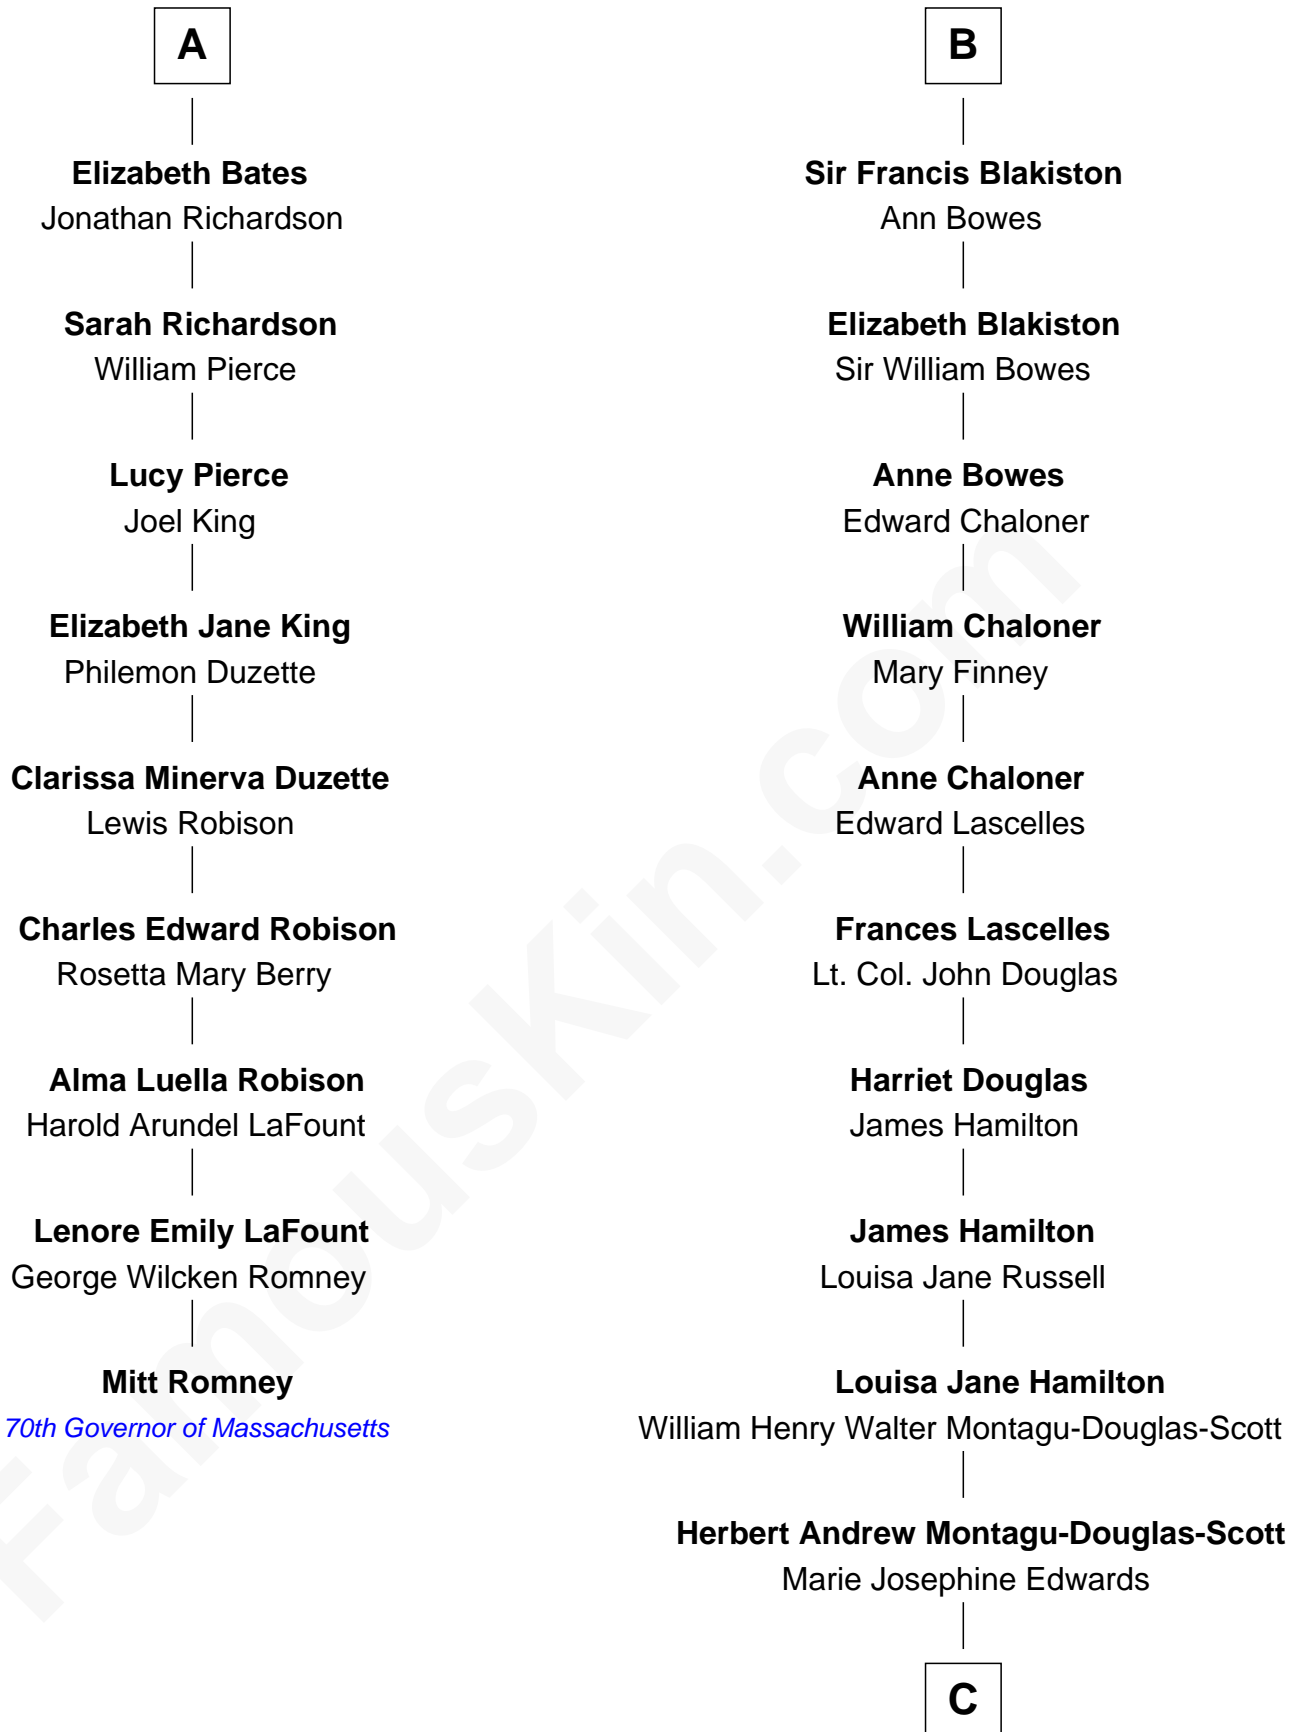 A
Elizabeth Bates
Jonathan Richardson
Sarah Richardson
William Pierce
Lucy Pierce
Joel King
Elizabeth Jane King
Philemon Duzette
Clarissa Minerva Duzette
Lewis Robison
Charles Edward Robison
Rosetta Mary Berry
Alma Luella Robison
Harold Arundel LaFount
Lenore Emily LaFount
George Wilcken Romney
Mitt Romney
70th Governor of Massachusetts
B
Sir Francis Blakiston
Ann Bowes
Elizabeth Blakiston
Sir William Bowes
Anne Bowes
Edward Chaloner
William Chaloner
Mary Finney
Anne Chaloner
Edward Lascelles
Frances Lascelles
Lt. Col. John Douglas
Harriet Douglas
James Hamilton
James Hamilton
Louisa Jane Russell
Louisa Jane Hamilton
William Henry Walter Montagu-Douglas-Scott
Herbert Andrew Montagu-Douglas-Scott
Marie Josephine Edwards
C
FamousKin.com